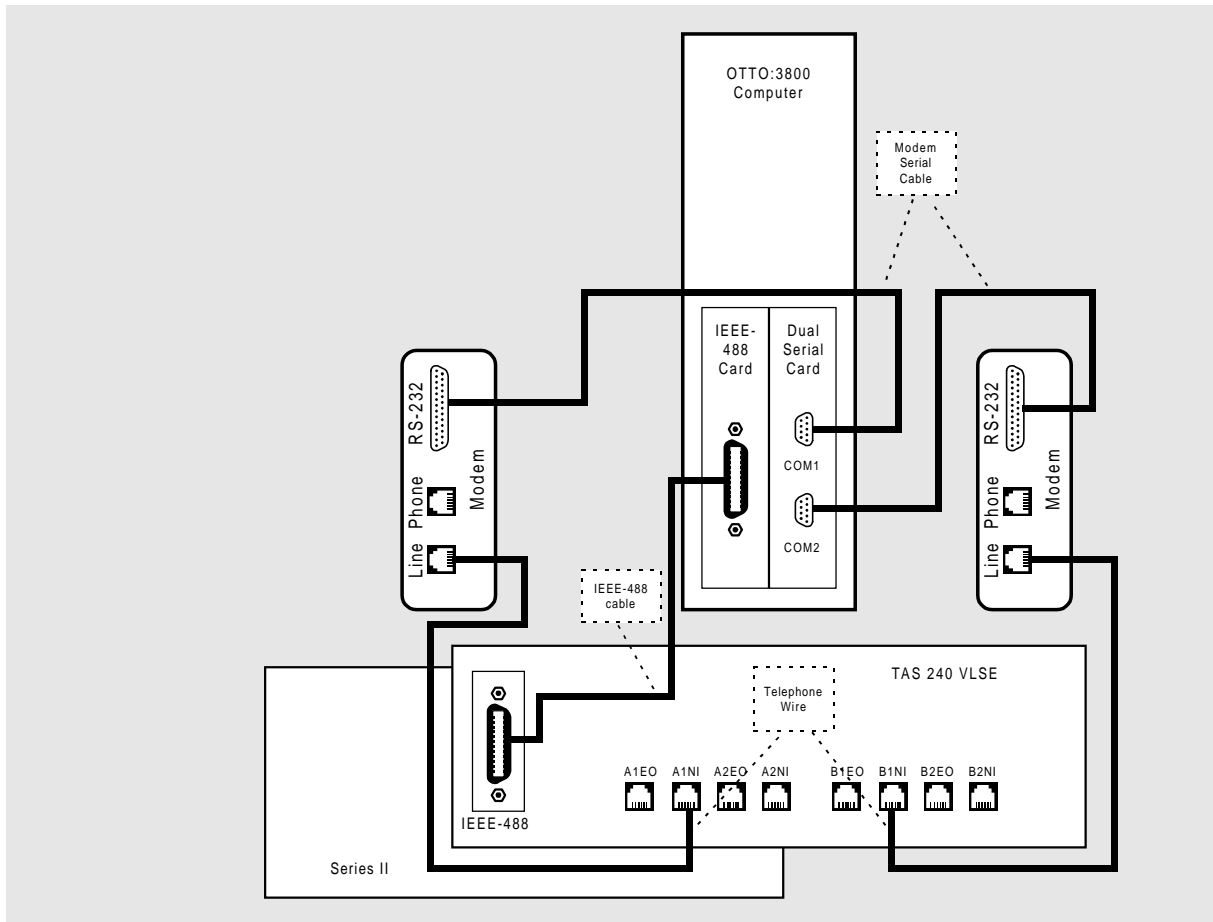 OTTO:3800
Computer
Modem
Serial
Cable
IEEE-
488
Card
Dual
Serial
Card
COM1
COM2
RS-232
Phone
Line
Modem
RS-232
Phone
Line
Modem
IEEE-488
cable
TAS 240 VLSE
Telephone
Wire
A1EO A1NI A2EO A2NI B1EO B1NI B2EO B2NI
IEEE-488
Series II